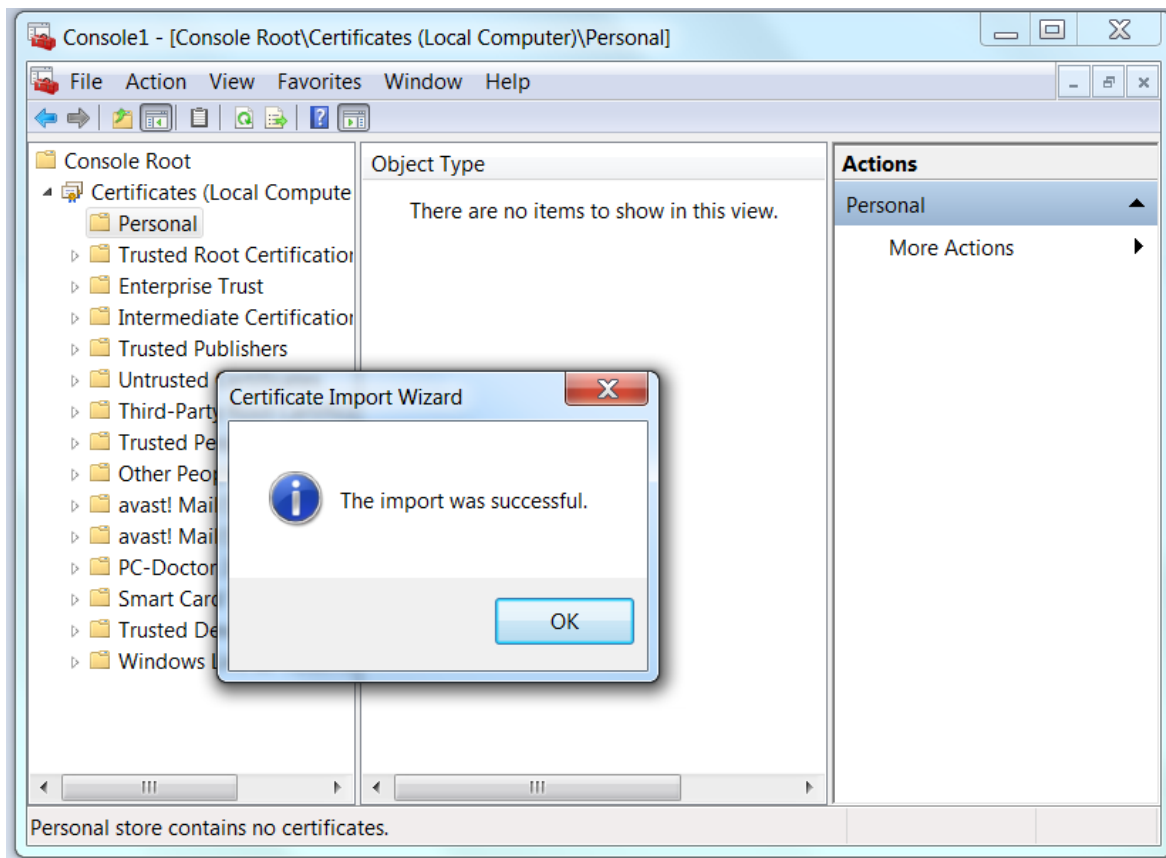 Console1 - [Console Root\Certificates (Local Computer)\Personal]
File Action View Favorites Window Help
Console Root
Certificates (Local Compute
Personal
Trusted Root Certification
Enterprise Trust
Intermediate Certification
Trusted Publishers
Untrusted
Third-Party
Trusted Pe
Other Peop
avast! Mail
avast! Mail
PC-Doctor
Smart Card
Trusted De
Windows L
Object Type
There are no items to show in this view.
Actions
Personal
More Actions
Certificate Import Wizard
The import was successful.
OK
Personal store contains no certificates.